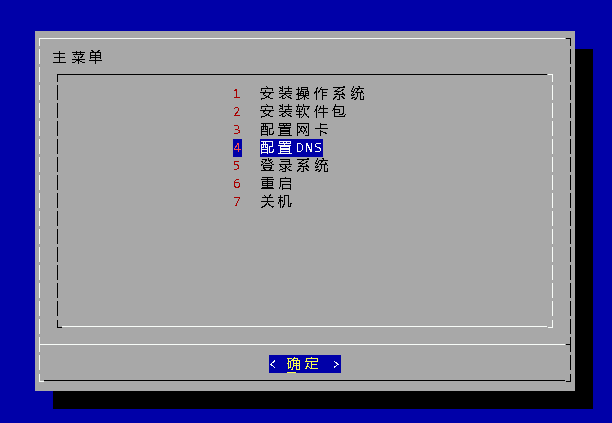 主菜单
1 安装操作系统
2 安装软件包
3 配置网卡
4 配置DNS
5 登录系统
6 重启
7 关机
< 确定 >